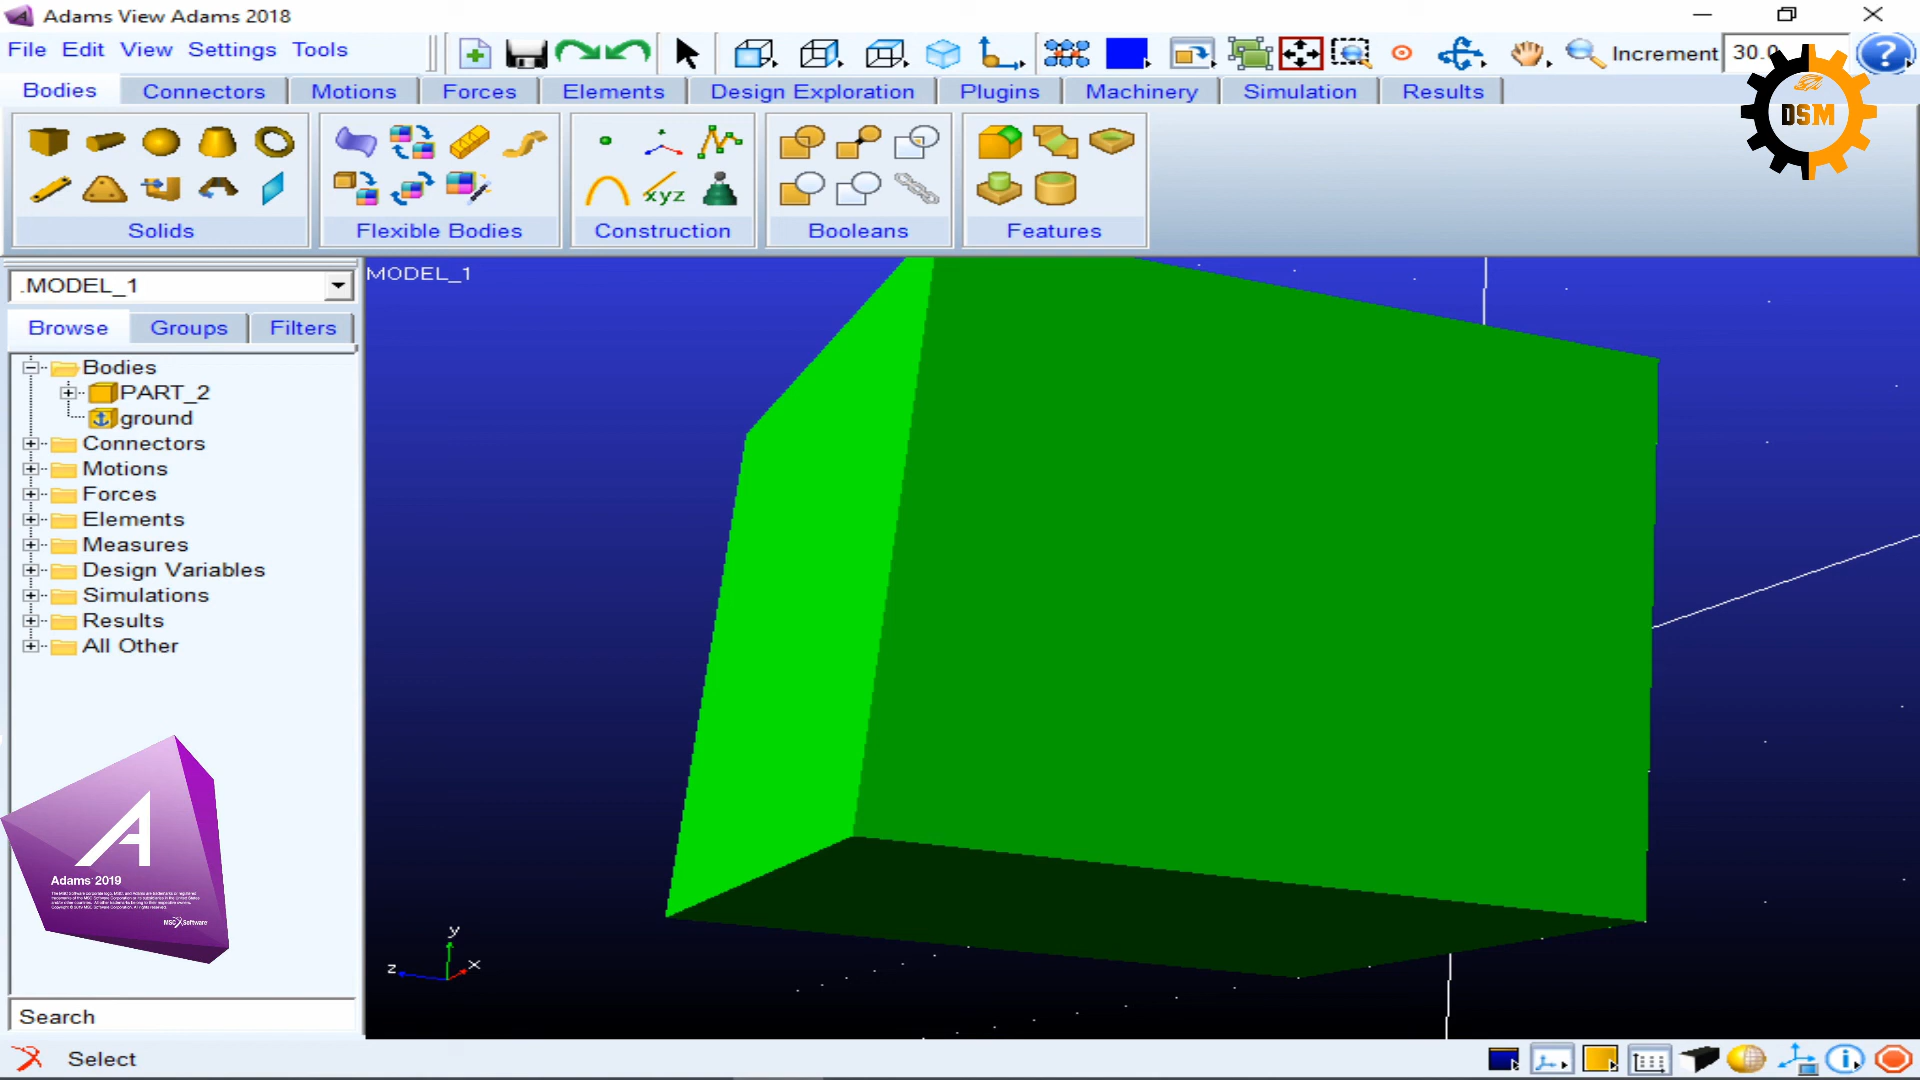 Adams View Adams 2018
File Edit View Settings Tools
Increment 30.0
Bodies Connectors Motions Forces Elements Design Exploration Plugins Machinery Simulation Results
DSM
xyz
Solids Flexible Bodies Construction Booleans Features
.MODEL_1
MODEL_1
Browse Groups Filters
Bodies
PART_2
ground
Connectors
Motions
Forces
Elements
Measures
Design Variables
Simulations
Results
All Other
Adams 2019
MSC Software
y
z x
Search
Select